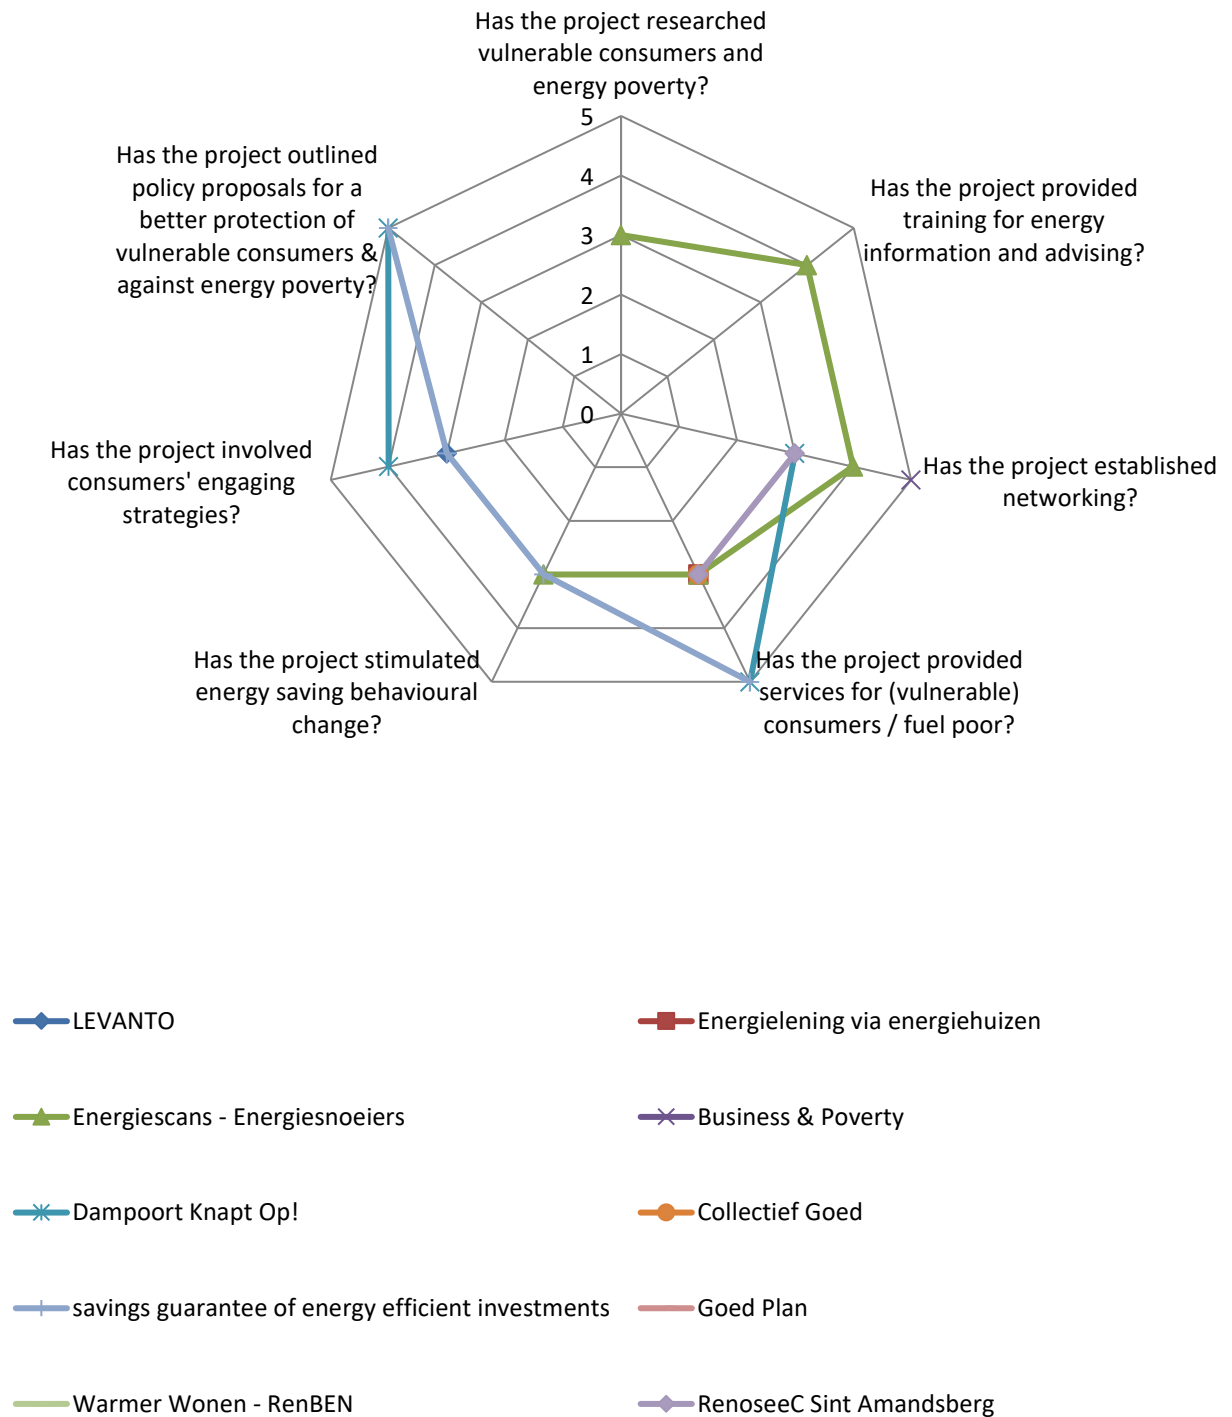 Has the project researched
vulnerable consumers and
energy poverty?
5
4
3
2
1
0
Has the project provided
training for energy
information and advising?
Has the project established
networking?
Has the project provided
services for (vulnerable)
consumers / fuel poor?
Has the project stimulated
energy saving behavioural
change?
Has the project involved
consumers' engaging
strategies?
Has the project outlined
policy proposals for a
better protection of
vulnerable consumers &
against energy poverty?
LEVANTO
Energielening via energiehuizen
Energiescans - Energiesnoeiers
Business & Poverty
Dampoort Knapt Op!
Collectief Goed
savings guarantee of energy efficient investments
Goed Plan
Warmer Wonen - RenBEN
RenoseeC Sint Amandsberg